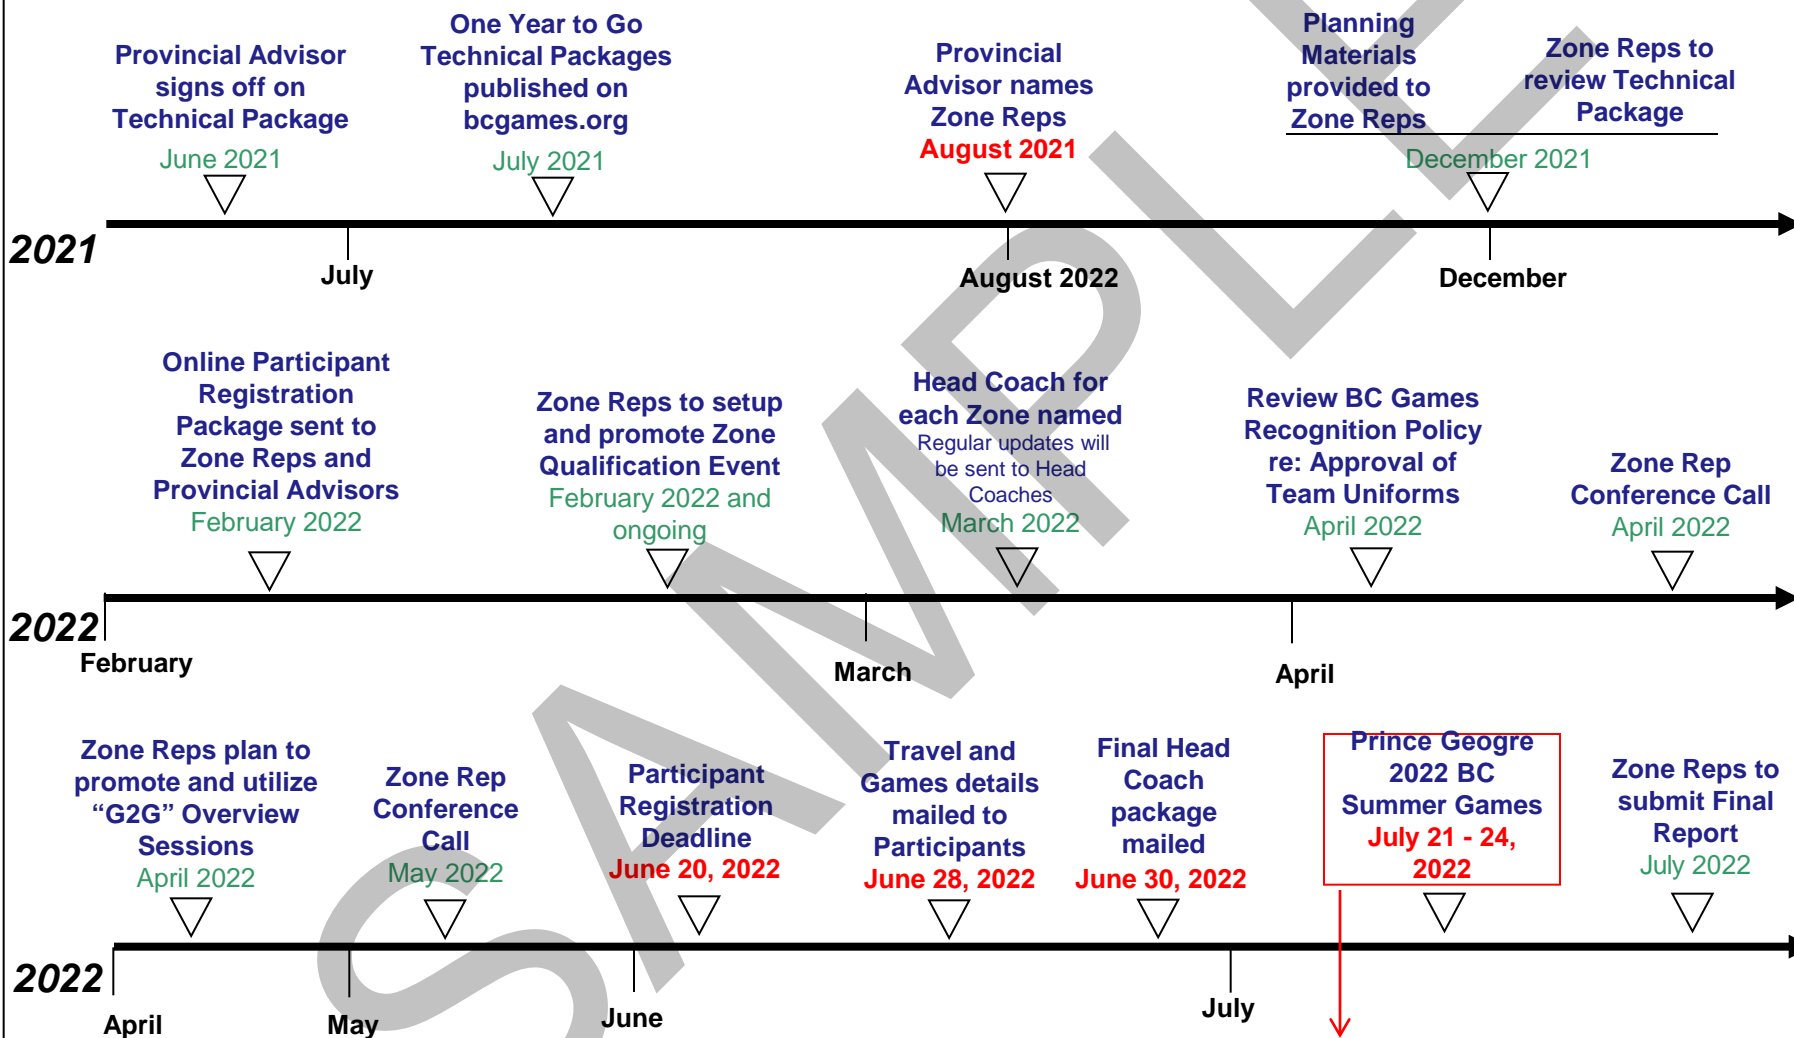 Provincial Advisor
signs off on
Technical Package
June 2021
One Year to Go
Technical Packages
published on
bcgames.org
July 2021
Provincial
Advisor names
Zone Reps
August 2021
Planning
Materials
provided to
Zone Reps
Zone Reps to
review Technical
Package
December 2021
2021
July
August 2022
December
Online Participant
Registration
Package sent to
Zone Reps and
Provincial Advisors
February 2022
Zone Reps to setup
and promote Zone
Qualification Event
February 2022 and
ongoing
Head Coach for
each Zone named
Regular updates will
be sent to Head
Coaches
March 2022
Review BC Games
Recognition Policy
re: Approval of
Team Uniforms
April 2022
Zone Rep
Conference Call
April 2022
2022
February
March
April
Zone Reps plan to
promote and utilize
“G2G” Overview
Sessions
April 2022
Zone Rep
Conference
Call
May 2022
Participant
Registration
Deadline
June 20, 2022
Travel and
Games details
mailed to
Participants
June 28, 2022
Final Head
Coach
package
mailed
June 30, 2022
Prince Geogre
2022 BC
Summer Games
July 21 - 24,
2022
Zone Reps to
submit Final
Report
July 2022
2022
April
May
June
July
SAMPLE